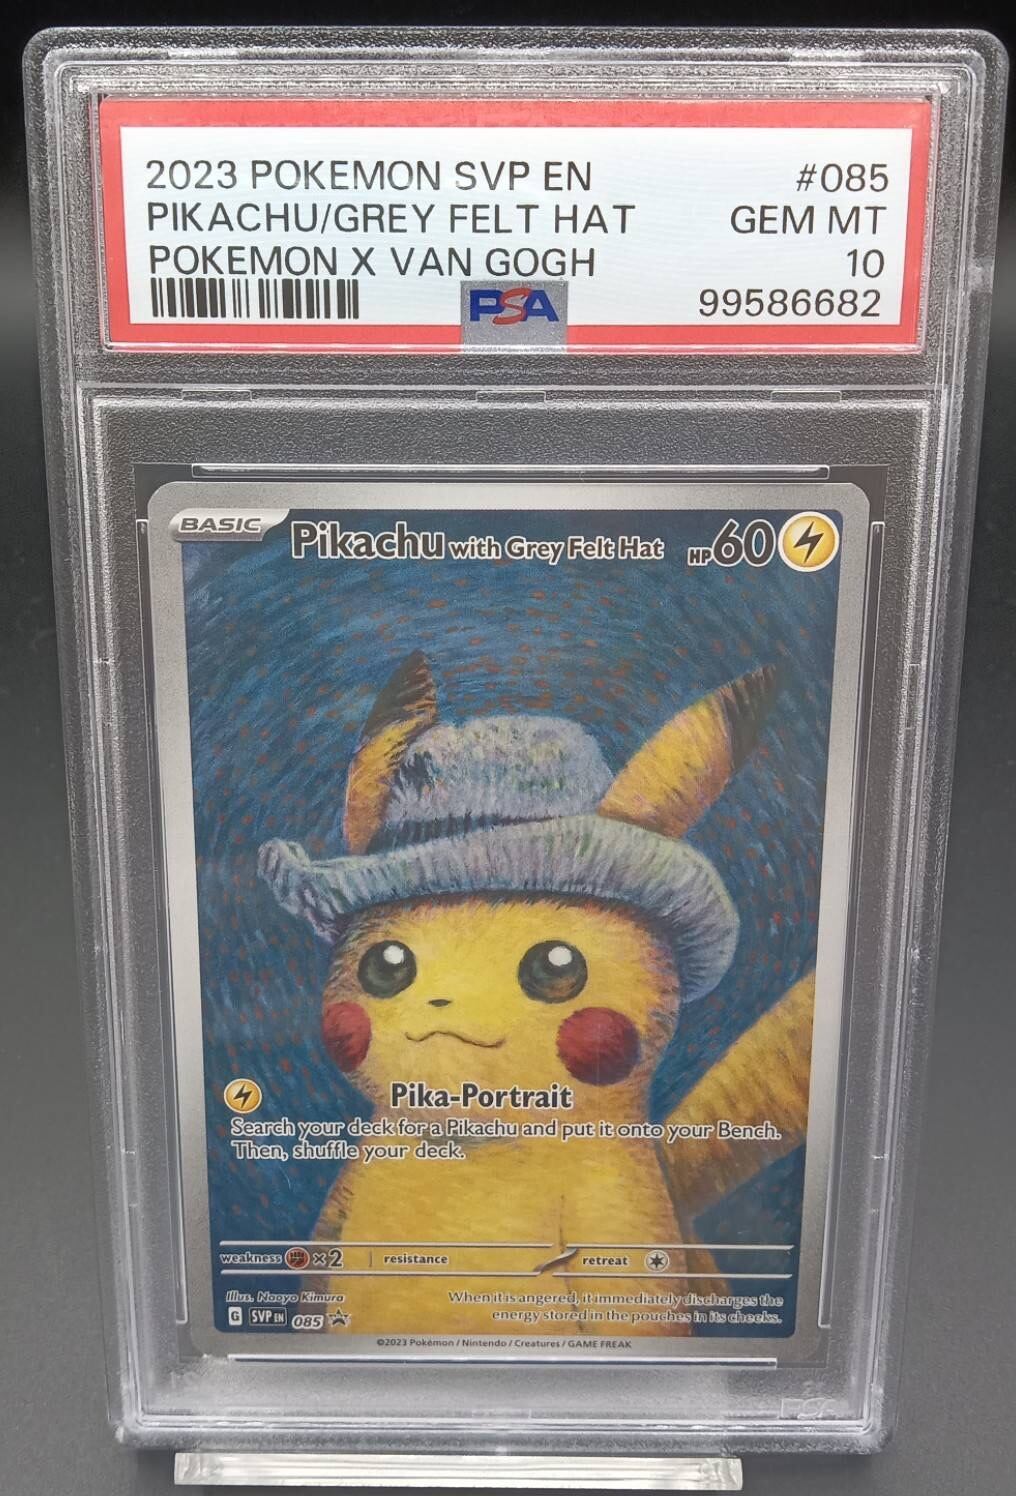 2023 POKEMON SVP EN #085
PIKACHU/GREY FELT HAT GEM MT
POKEMON X VAN GOGH 10
PSA 99586682
BASIC Pikachu with Grey Felt Hat HP 60
Pika-Portrait
Search your deck for a Pikachu and put it onto your Bench.
Then, shuffle your deck.
weakness ×2 resistance retreat
Illus. Naoyo Kimura When it is angered, it immediately discharges the
G SVP EN 085 energy stored in the pouches in its cheeks.
©2023 Pokémon / Nintendo / Creatures / GAME FREAK